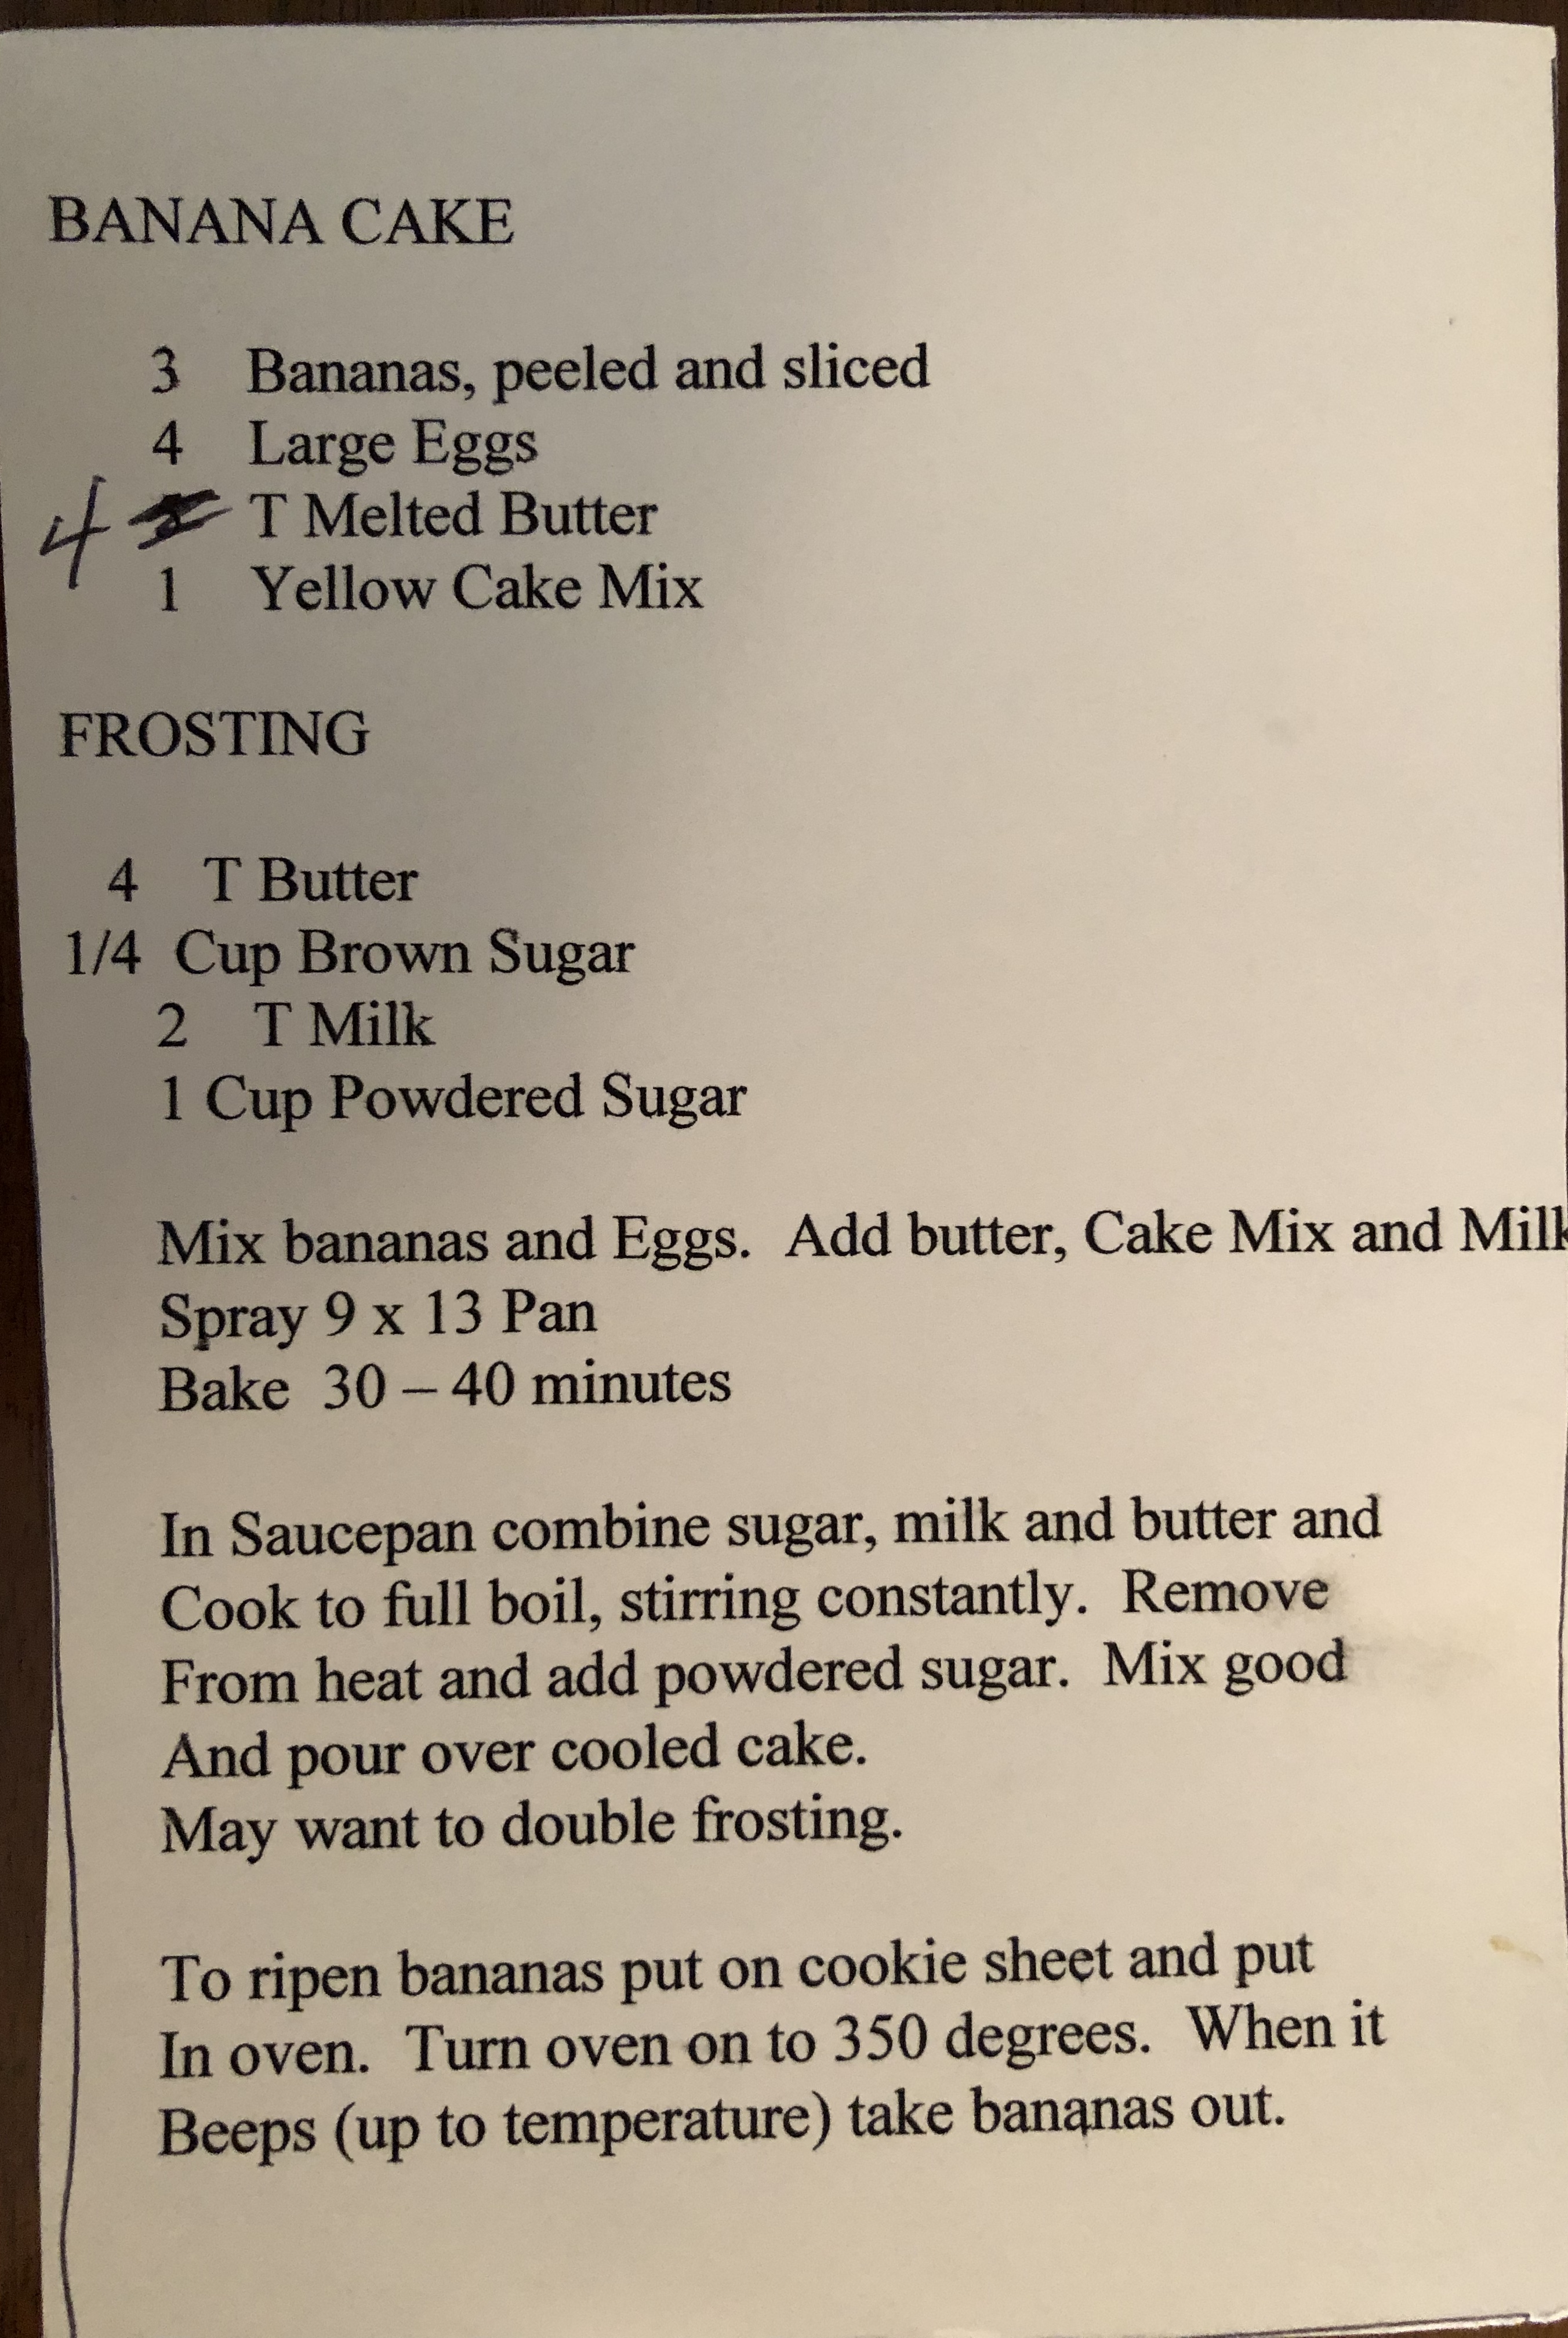 BANANA CAKE
3 Bananas, peeled and sliced
4 Large Eggs
4 T Melted Butter
1 Yellow Cake Mix
FROSTING
4 T Butter
1/4 Cup Brown Sugar
2 T Milk
1 Cup Powdered Sugar
Mix bananas and Eggs. Add butter, Cake Mix and Milk
Spray 9 x 13 Pan
Bake 30 – 40 minutes
In Saucepan combine sugar, milk and butter and
Cook to full boil, stirring constantly. Remove
From heat and add powdered sugar. Mix good
And pour over cooled cake.
May want to double frosting.
To ripen bananas put on cookie sheet and put
In oven. Turn oven on to 350 degrees. When it
Beeps (up to temperature) take bananas out.